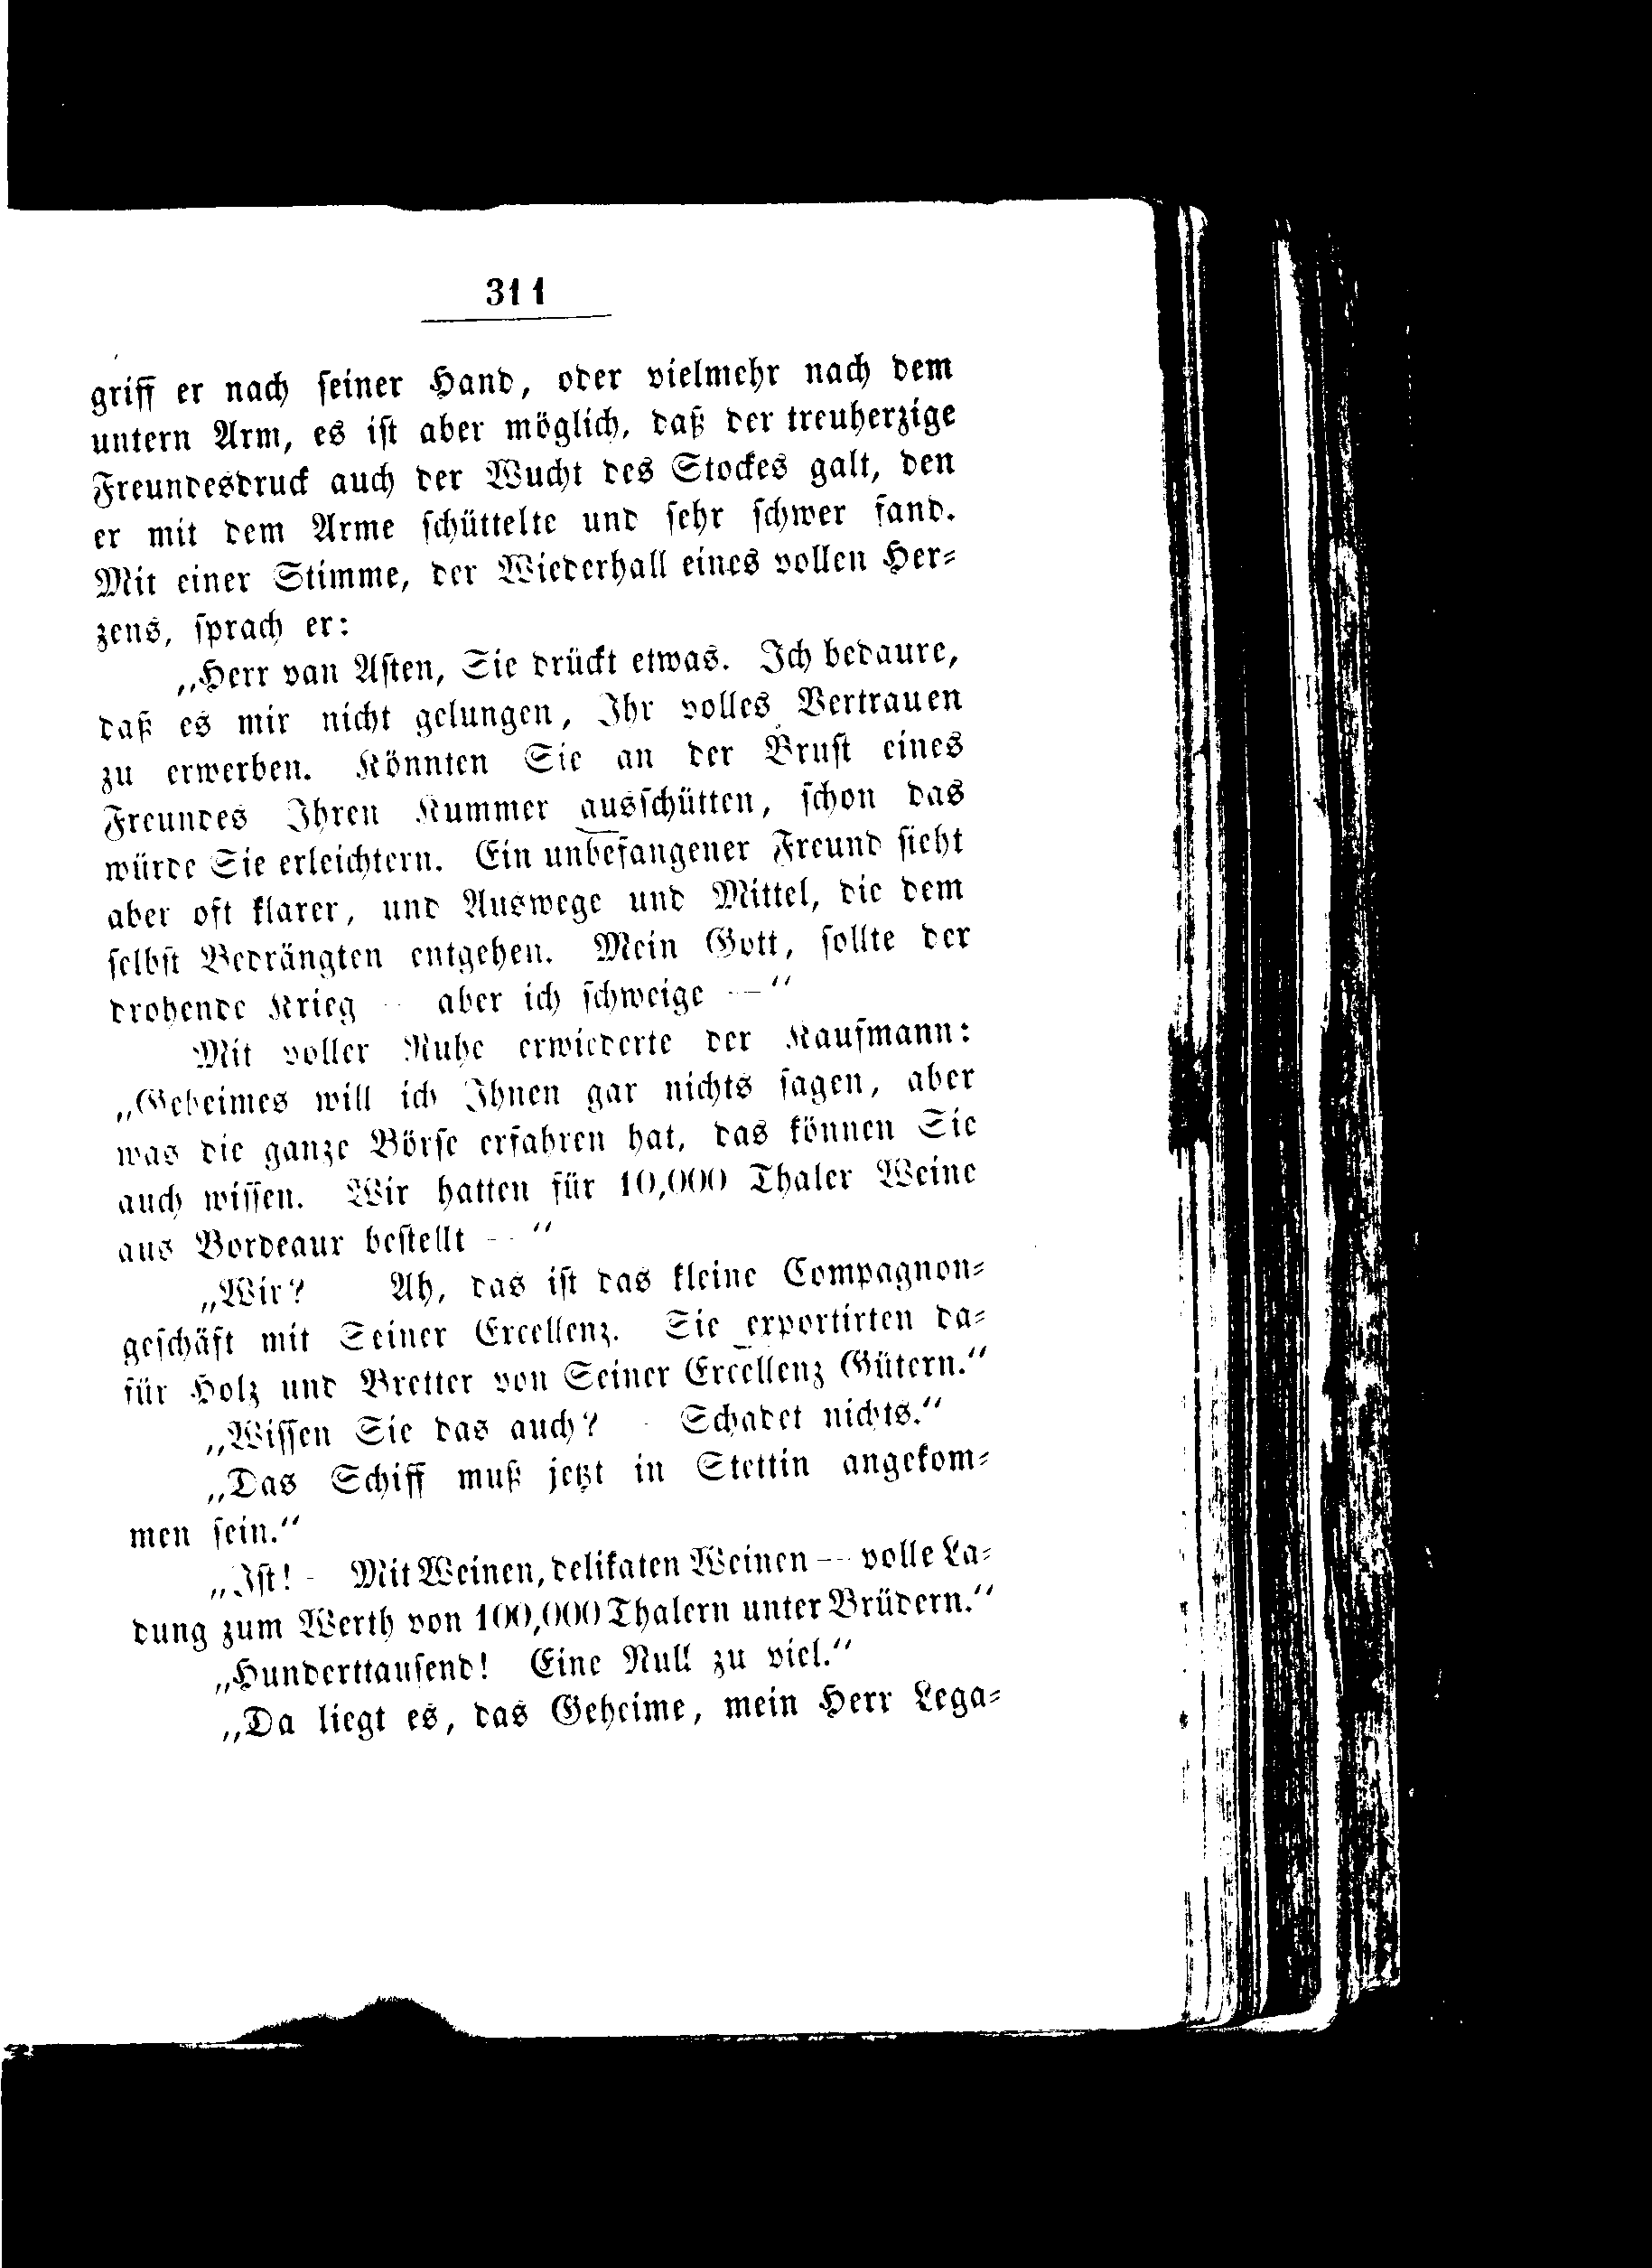 311
griff er nach ſeiner Hand, oder vielmehr nach dem
untern Arm, es iſt aber möglich, daß der treuherzige
Freundesdruck auch der Wucht des Stockes galt, den
er mit dem Arme ſchüttelte und ſehr ſchwer fand.
Mit einer Stimme, der Wiederhall eines vollen Her⸗
zens, ſprach er:
„Herr van Aſten, Sie drückt etwas. Ich bedaure,
daß es mir nicht gelungen, Ihr volles Vertrauen
zu erwerben. Könnten Sie an der Bruſt eines
Freundes Ihren Kummer ausſchütten, ſchon das
würde Sie erleichtern. Ein unbefangener Freund ſieht
aber oft klarer, und Auswege und Mittel, die dem
ſelbſt Bedrängten entgehen. Mein Gott, ſollte der
drohende Krieg — aber ich ſchweige —“
Mit voller Ruhe erwiederte der Kaufmann:
„Geheimes will ich Ihnen gar nichts ſagen, aber
was die ganze Börſe erfahren hat, das können Sie
auch wiſſen. Wir hatten für 10,000 Thaler Weine
aus Bordeaux beſtellt —“
„Wir? Ah, das iſt das kleine Compagnon⸗
geſchäft mit Seiner Excellenz. Sie exportirten da⸗
für Holz und Bretter von Seiner Excellenz Gütern.“
„Wiſſen Sie das auch? - Schadet nichts.“
„Das Schiff muß jetzt in Stettin angekom⸗
men ſein.“
„Iſt! - Mit Weinen, delikaten Weinen — volle La⸗
dung zum Werth von 100,000 Thalern unter Brüdern.“
„Hunderttauſend! Eine Null zu viel.“
„Da liegt es, das Geheime, mein Herr Lega⸗